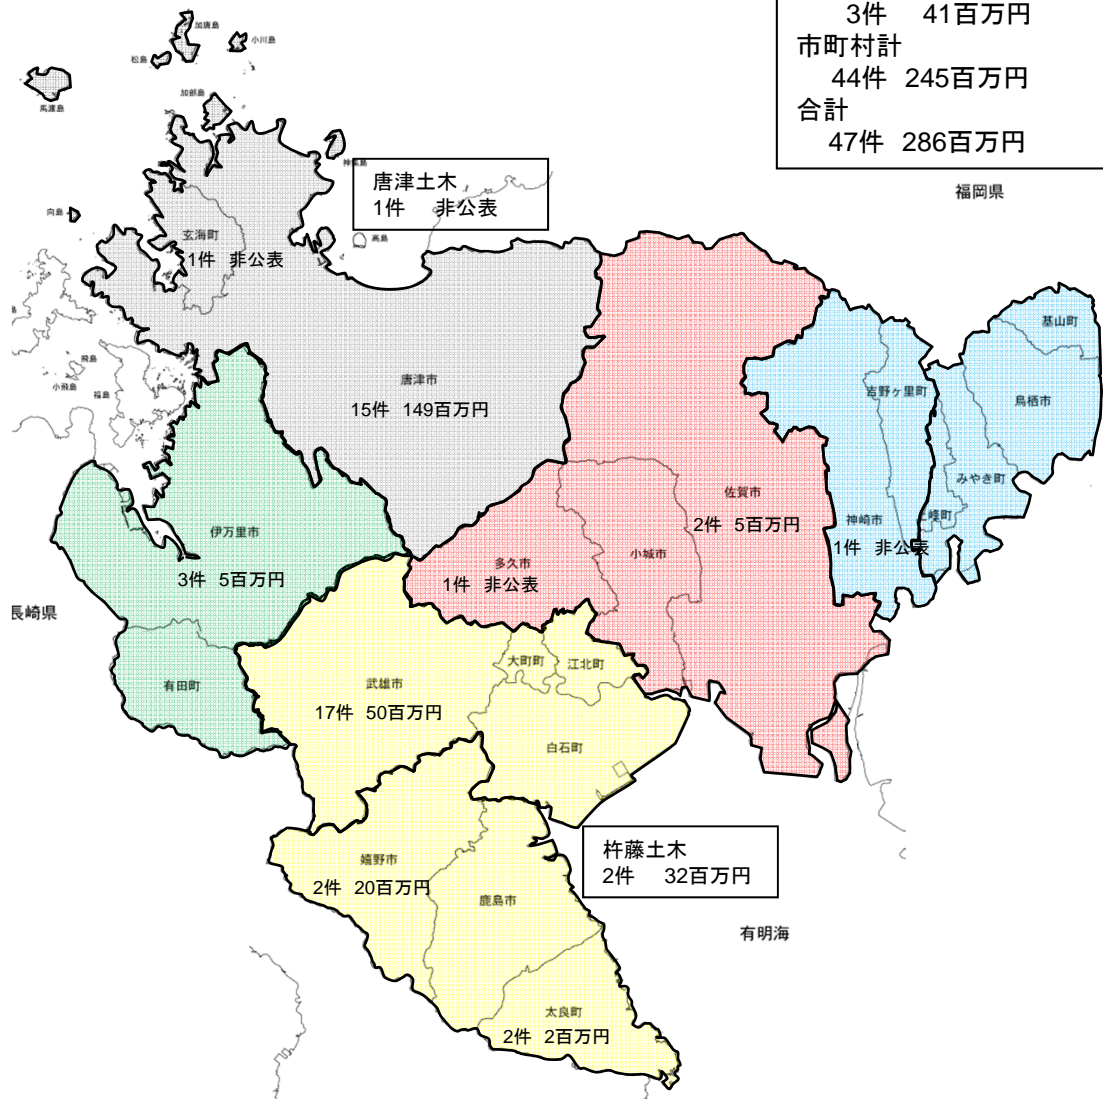 3件 41百万円
市町村計
44件 245百万円
合計
47件 286百万円
福岡県
加唐島
小川島
松島
馬渡島
加部島
神集島
唐津土木
1件 非公表
向島
高島
玄海町
1件 非公表
基山町
飛島
小飛島
福島
唐津市
15件 149百万円
吉野ヶ里町
鳥栖市
みやき町
佐賀市
2件 5百万円
神崎市
上峰町
1件 非公表
伊万里市
3件 5百万円
小城市
多久市
1件 非公表
長崎県
大町町
江北町
有田町
武雄市
17件 50百万円
白石町
杵藤土木
2件 32百万円
嬉野市
2件 20百万円
鹿島市
有明海
太良町
2件 2百万円